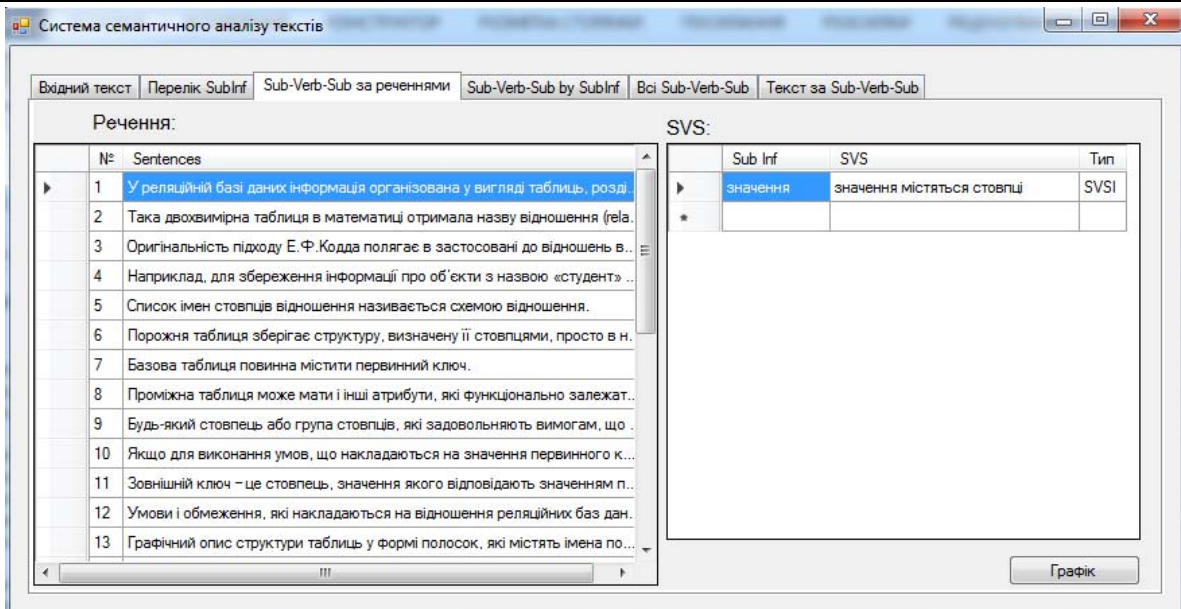 Система семантичного аналізу текстів
Вхідний текст Перелік SubInf Sub-Verb-Sub за реченнями Sub-Verb-Sub by SubInf Всі Sub-Verb-Sub Текст за Sub-Verb-Sub
Речення:
SVS:
№ Sentences
1 У реляційній базі даних інформація організована у вигляді таблиць, розді..
2 Така двохвимірна таблиця в математиці отримала назву відношення (rela.
3 Оригінальність підходу Е.Ф.Кодда полягає в застосовані до відношень в..
4 Наприклад, для збереження інформації про об'єкти з назвою «студент» ..
5 Список імен стовпців відношення називається схемою відношення.
6 Порожня таблиця зберігає структуру, визначену її стовпцями, просто в н.
7 Базова таблиця повинна містити первинний ключ.
8 Проміжна таблиця може мати і інші атрибути, які функціонально залежат..
9 Будь-який стовпець або група стовпців, які задовольняють вимогам, що .
10 Якщо для виконання умов, що накладаються на значення первинного к...
11 Зовнішній ключ – це стовпець, значення якого відповідають значенням п..
12 Умови і обмеження, які накладаються на відношення реляційних баз дан.
13 Графічний опис структури таблиць у формі полосок, які містять імена по...
Sub Inf SVS Тип
значення значення містяться стовпці SVSI
Графік